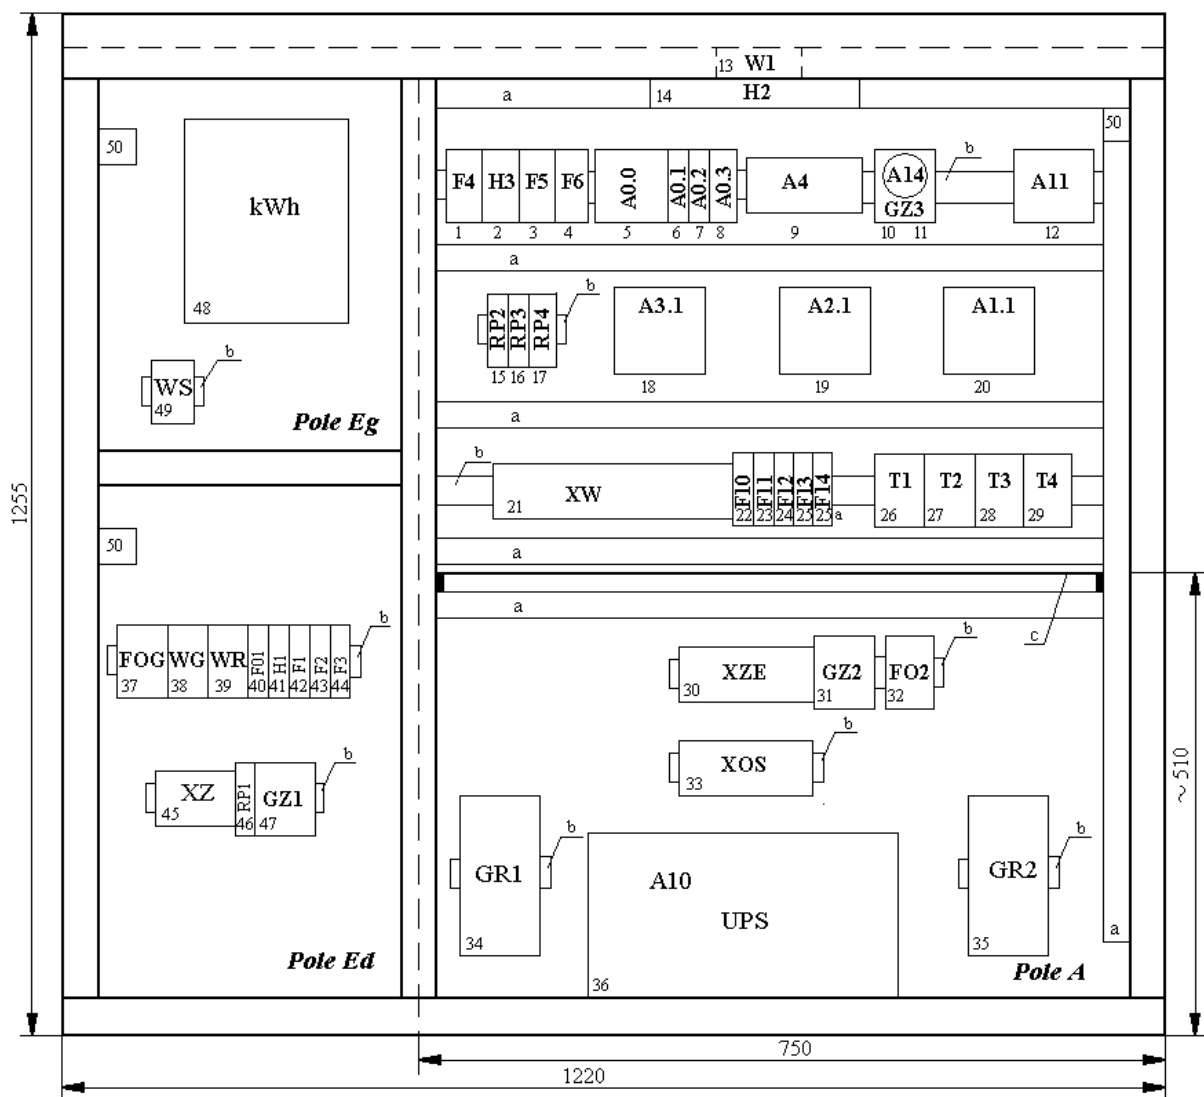 13 W1
a 14 H2
50 50
kWh
48
F4 H3 F5 F6 A0.0 A0.1 A0.2 A0.3 A4 A14 GZ3 b A11
1 2 3 4 5 6 7 8 9 10 11 12
a
RP2 RP3 RP4 b A3.1 A2.1 A1.1
15 16 17 18 19 20
b
WS
49
Pole Eg
a
b
XW F10 F11 F12 F13 F14 T1 T2 T3 T4
21 22 23 24 25 25 a 26 27 28 29
1255
50
a
a
c
b
FOG WG WR F01 H1 F1 F2 F3
37 38 39 40 41 42 43 44
b
XZE GZ2 FO2
30 31 32
b
XOS
33
~510
b
XZ RP1 GZ1
45 46 47
b
GR1
34
A10
UPS
36
b
GR2
35
a
Pole Ed
Pole A
750
1220